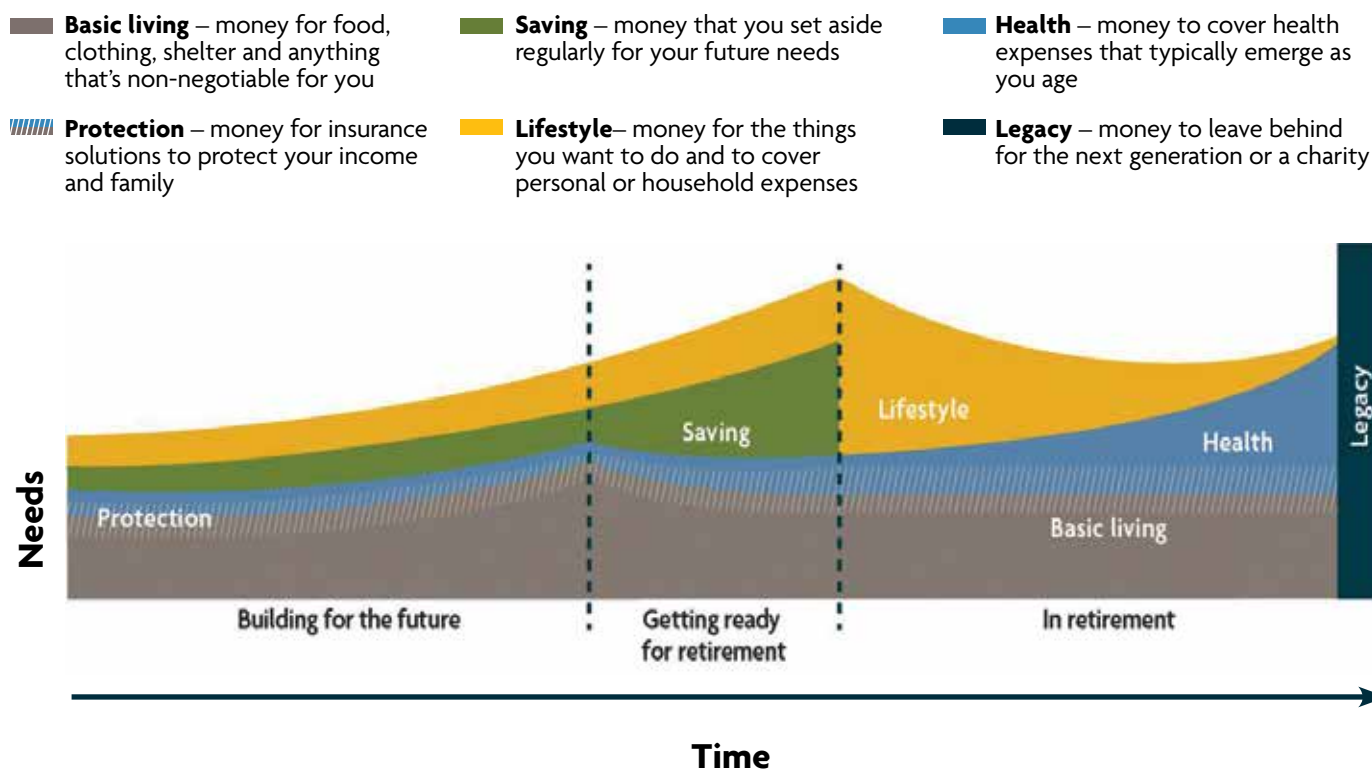 Basic living – money for food,
clothing, shelter and anything
that's non-negotiable for you
Saving – money that you set aside
regularly for your future needs
Health – money to cover health
expenses that typically emerge as
you age
Protection – money for insurance
solutions to protect your income
and family
Lifestyle– money for the things
you want to do and to cover
personal or household expenses
Legacy – money to leave behind
for the next generation or a charity
Needs
Protection
Saving
Lifestyle
Health
Basic living
Legacy
Building for the future
Getting ready
for retirement
In retirement
Time